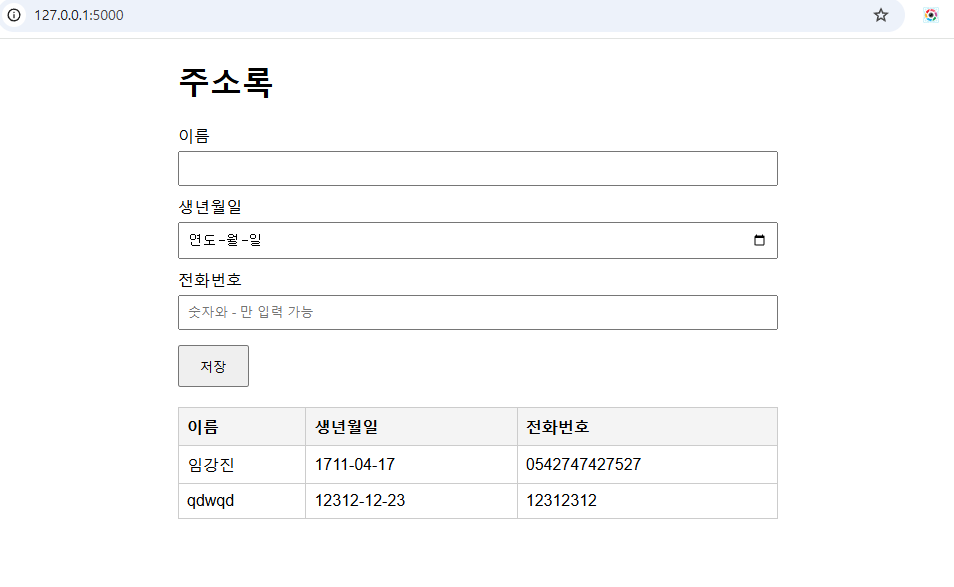 127.0.0.1:5000
주소록
이름
생년월일
연도-월-일
전화번호
숫자와 - 만 입력 가능
저장
이름 생년월일 전화번호
임강진 1711-04-17 0542747427527
qdwqd 12312-12-23 12312312